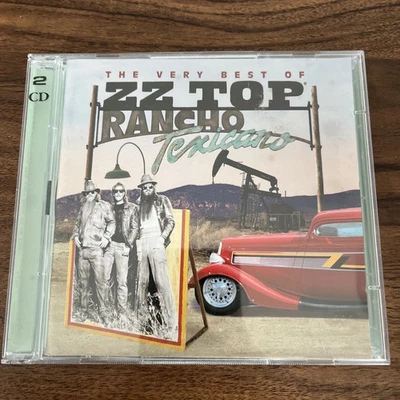 2
CD
THE VERY BEST OF
ZZ TOP
RANCHO
Texicano